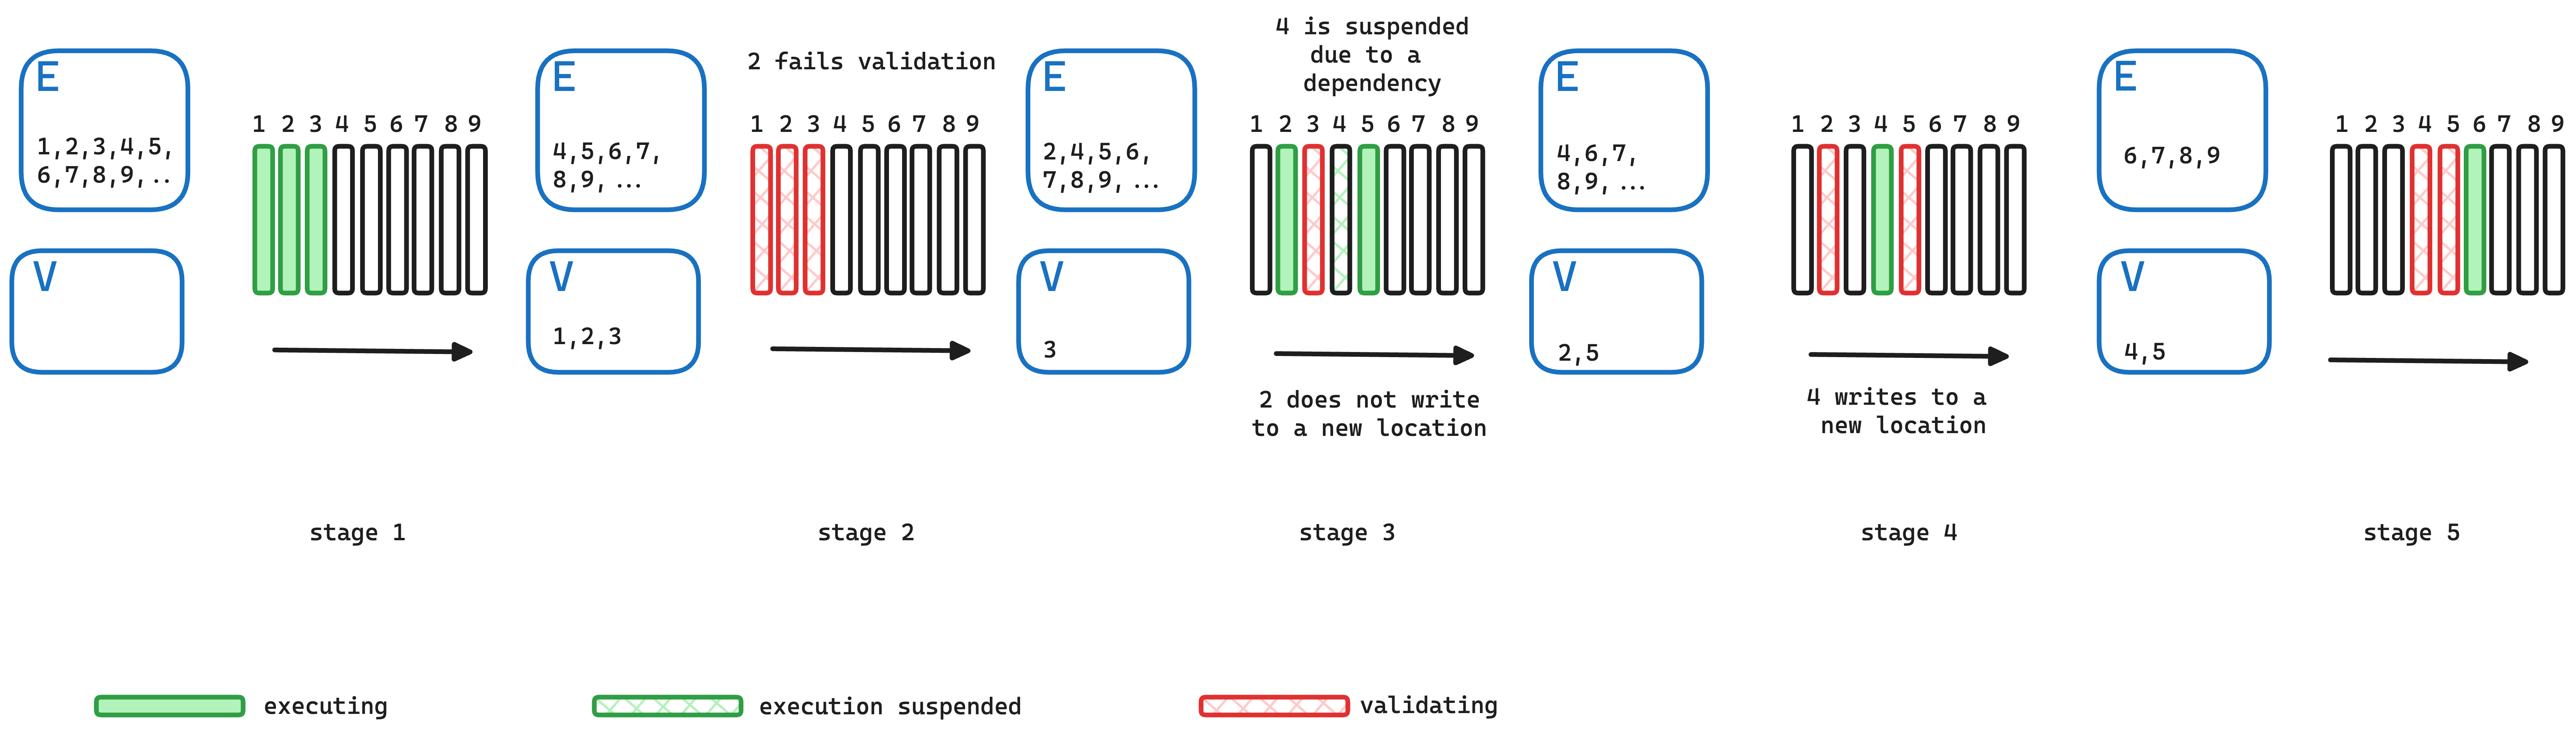 4 is suspended
due to a
dependency
2 fails validation
E
1,2,3,4,5,
6,7,8,9,..
V
1 2 3 4 5 6 7 8 9
stage 1
E
4,5,6,7,
8,9, ...
V
1,2,3
1 2 3 4 5 6 7 8 9
stage 2
E
2,4,5,6,
7,8,9, ...
V
3
1 2 3 4 5 6 7 8 9
2 does not write
to a new location
stage 3
E
4,6,7,
8,9, ...
V
2,5
1 2 3 4 5 6 7 8 9
4 writes to a
new location
stage 4
E
6,7,8,9
V
4,5
1 2 3 4 5 6 7 8 9
stage 5
executing
execution suspended
validating